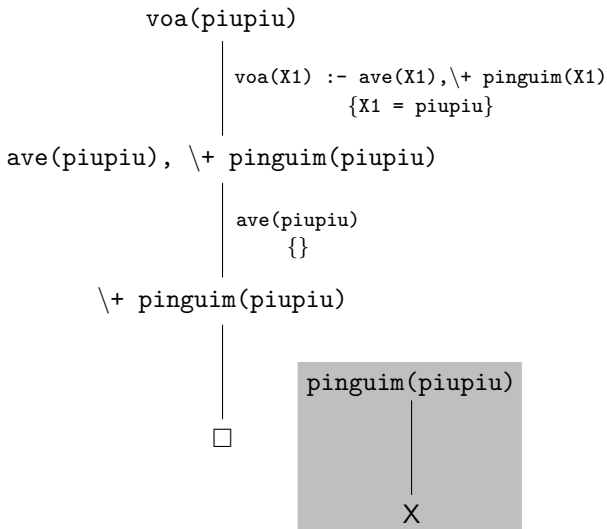 voa(piupiu)
voa(X1) :- ave(X1),\+ pinguim(X1)
{X1 = piupiu}
ave(piupiu), \+ pinguim(piupiu)
ave(piupiu)
{}
\+ pinguim(piupiu)
□
pinguim(piupiu)
X